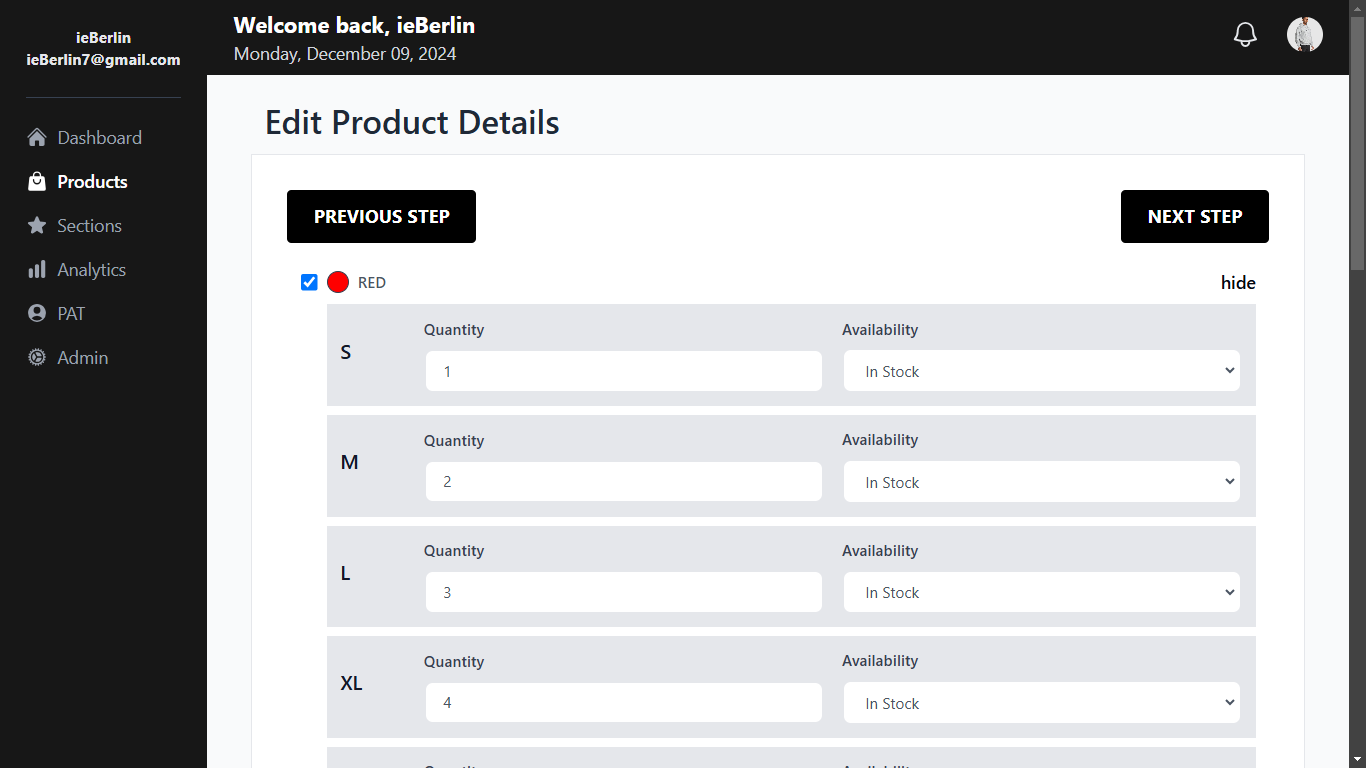 ieBerlin
ieBerlin7@gmail.com
Dashboard
Products
Sections
Analytics
PAT
Admin
Welcome back, ieBerlin
Monday, December 09, 2024
Edit Product Details
PREVIOUS STEP
NEXT STEP
RED
hide
S
Quantity
1
Availability
In Stock
M
Quantity
2
Availability
In Stock
L
Quantity
3
Availability
In Stock
XL
Quantity
4
Availability
In Stock